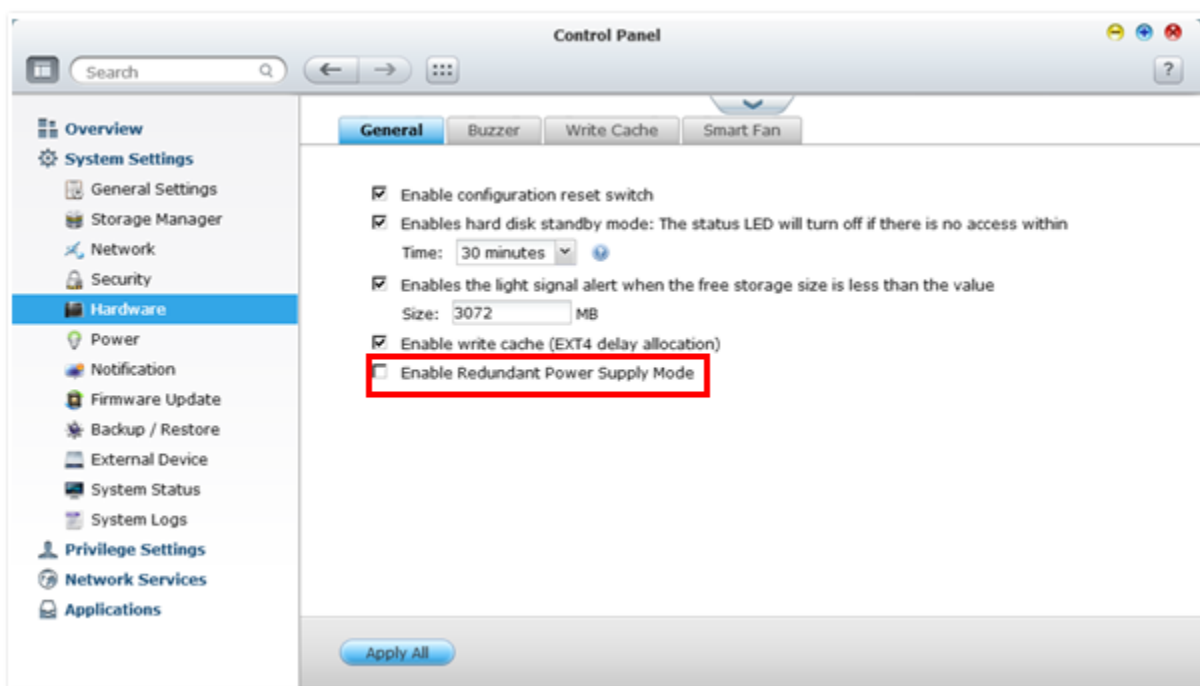 Control Panel
Search
?
Overview
System Settings
General Settings
Storage Manager
Network
Security
Hardware
Power
Notification
Firmware Update
Backup / Restore
External Device
System Status
System Logs
Privilege Settings
Network Services
Applications
General Buzzer Write Cache Smart Fan
Enable configuration reset switch
Enables hard disk standby mode: The status LED will turn off if there is no access within
Time: 30 minutes
Enables the light signal alert when the free storage size is less than the value
Size: 3072 MB
Enable write cache (EXT4 delay allocation)
Enable Redundant Power Supply Mode
Apply All